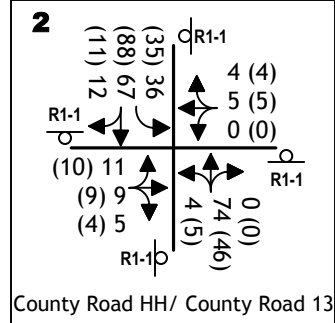 2
(11) 12
(88) 67
(35) 36
R1-1
R1-1
4 (4)
5 (5)
0 (0)
R1-1
(10) 11
(9) 9
(4) 5
R1-1
4 (5)
74 (46)
0 (0)
County Road HH/ County Road 13